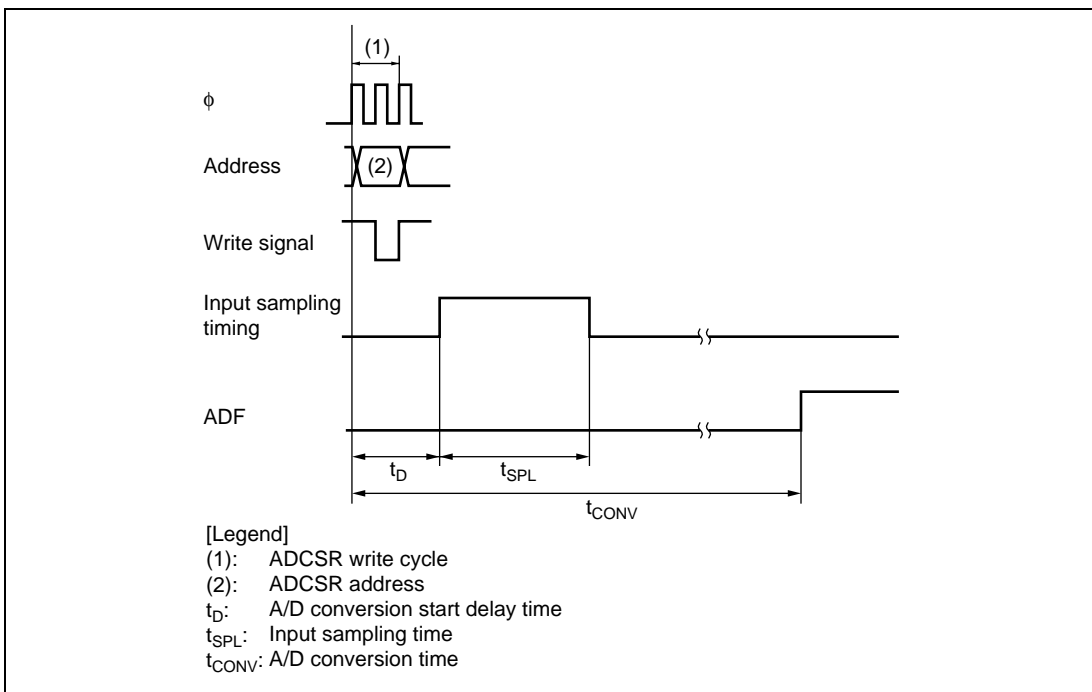 (1)
ϕ
Address
(2)
Write signal
Input sampling
timing
ADF
tD
tSPL
tCONV
[Legend]
(1): ADCSR write cycle
(2): ADCSR address
tD: A/D conversion start delay time
tSPL: Input sampling time
tCONV: A/D conversion time